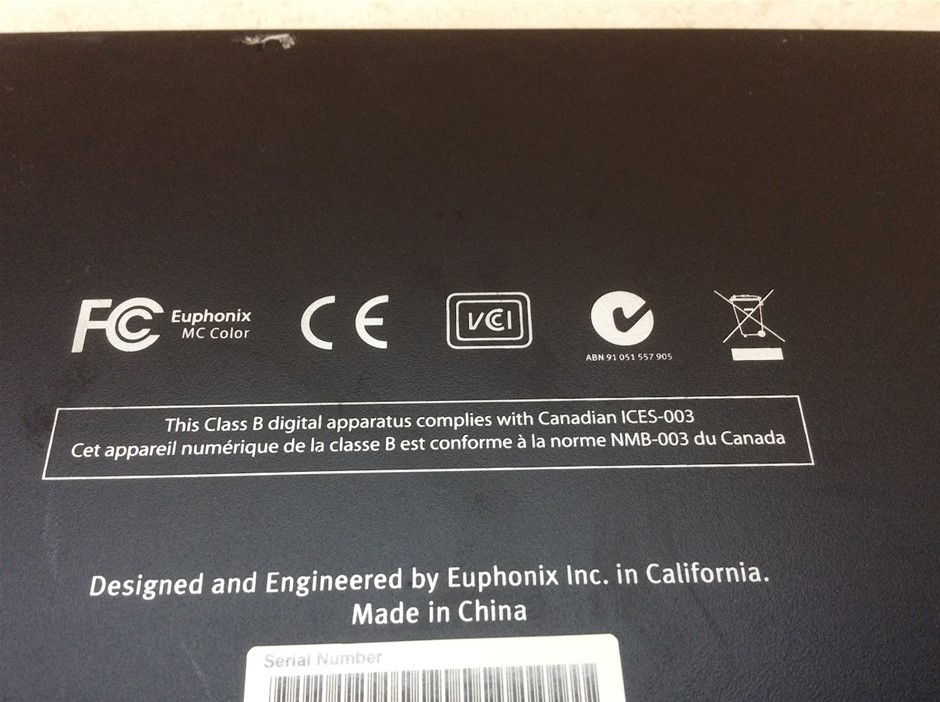 FC Euphonix
MC Color
CE
VCCI
ABN 91 051 557 905
This Class B digital apparatus complies with Canadian ICES-003
Cet appareil numérique de la classe B est conforme à la norme NMB-003 du Canada
Designed and Engineered by Euphonix Inc. in California.
Made in China
Serial Number